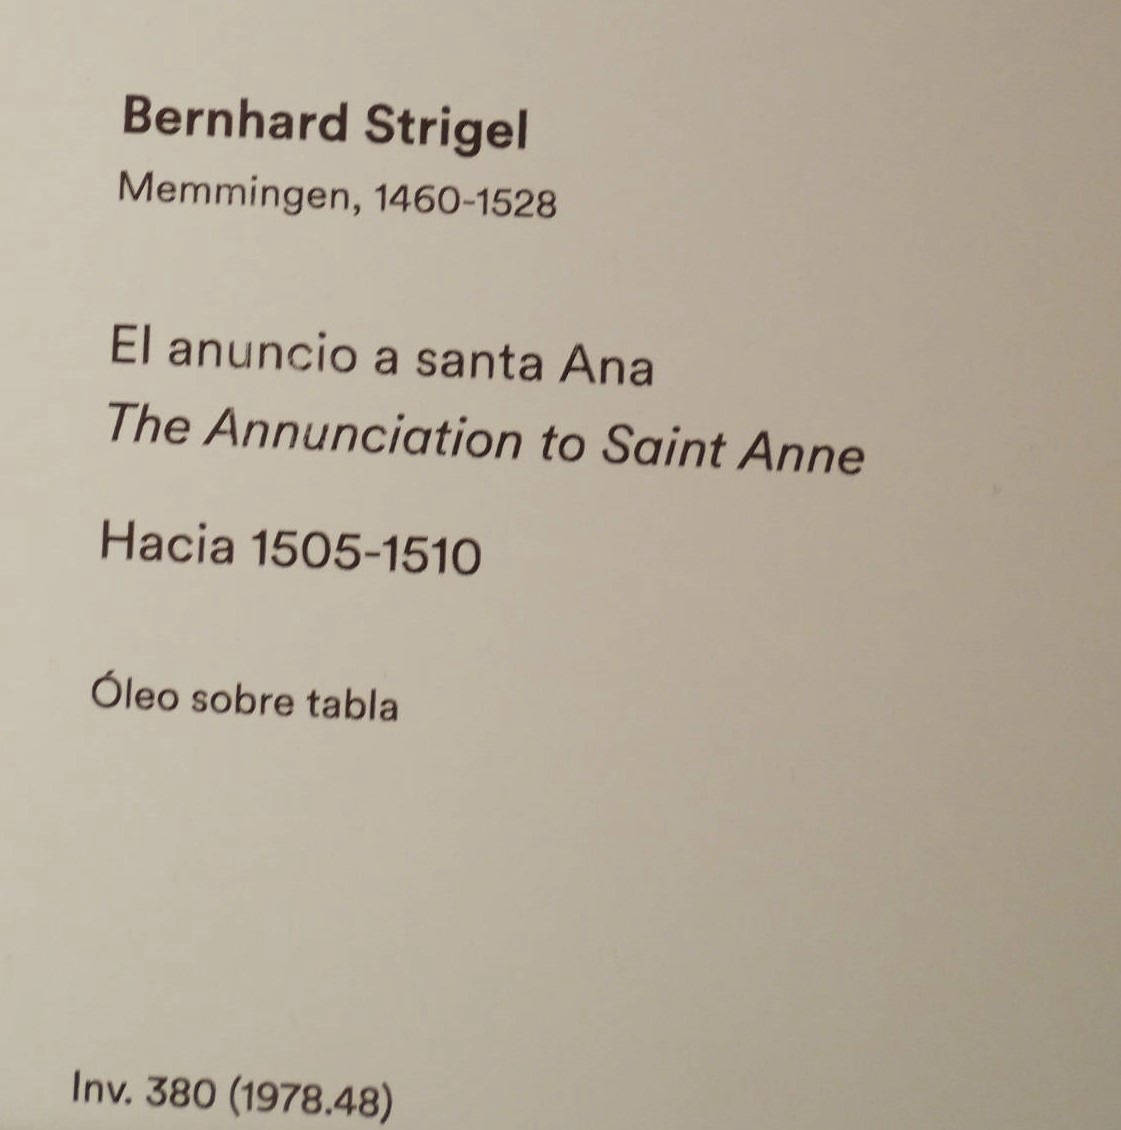 Bernhard Strigel
Memmingen, 1460-1528
El anuncio a santa Ana
The Annunciation to Saint Anne
Hacia 1505-1510
Óleo sobre tabla
Inv. 380 (1978.48)